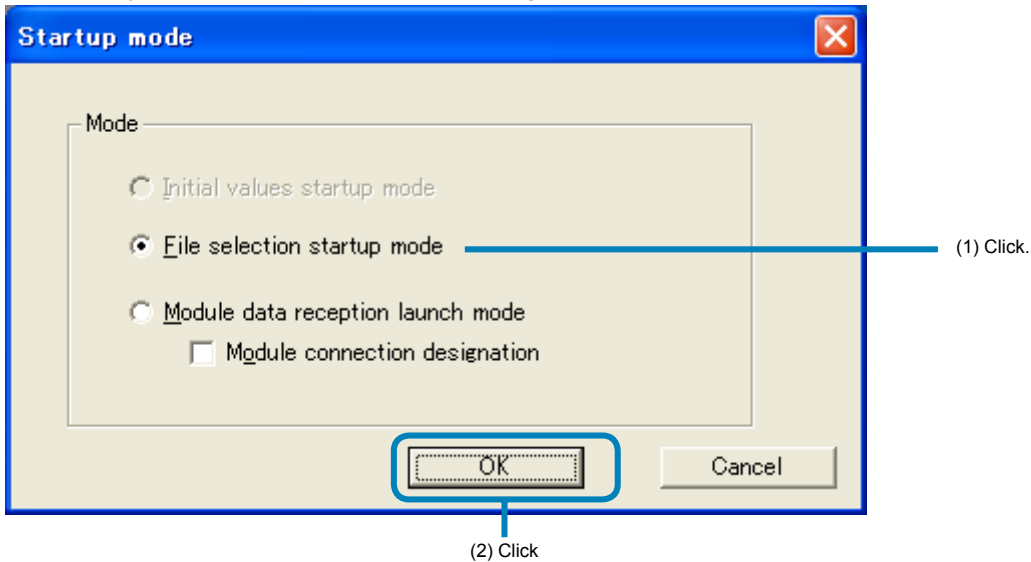 Startup mode
Mode
Initial values startup mode
File selection startup mode
(1) Click.
Module data reception launch mode
Module connection designation
OK
Cancel
(2) Click